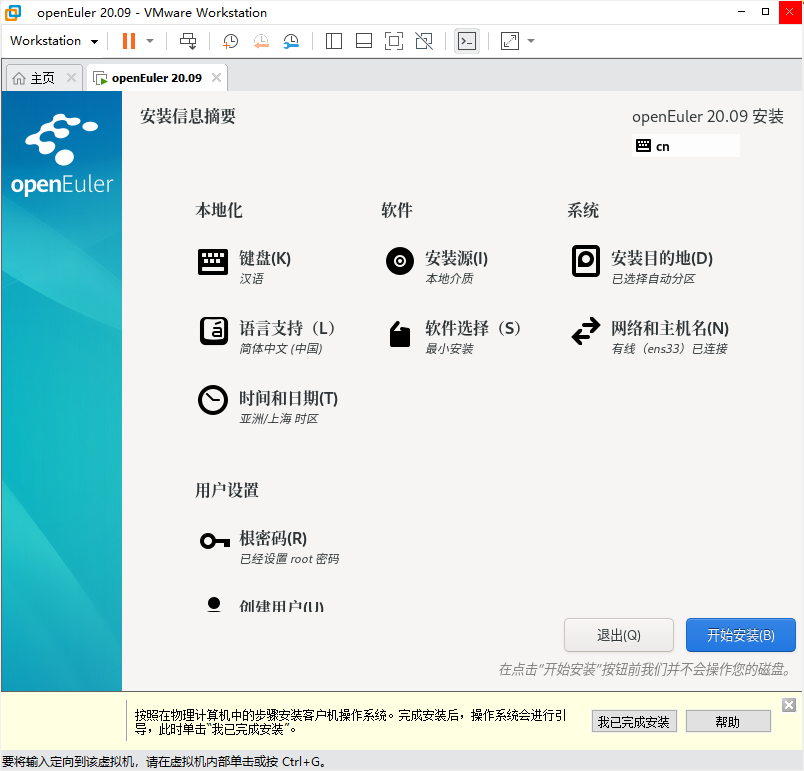 openEuler 20.09 - VMware Workstation
Workstation
主页
openEuler 20.09
openEuler
安装信息摘要
openEuler 20.09 安装
cn
本地化
软件
系统
键盘(K)
汉语
安装源(I)
本地介质
安装目的地(D)
已选择自动分区
语言支持（L）
简体中文 (中国)
软件选择（S）
最小安装
网络和主机名(N)
有线（ens33）已连接
时间和日期(T)
亚洲/上海 时区
用户设置
根密码(R)
已经设置 root 密码
创建用户(U)
退出(Q)
开始安装(B)
在点击“开始安装”按钮前我们并不会操作您的磁盘。
按照在物理计算机中的步骤安装客户机操作系统。完成安装后，操作系统会进行引
导，此时单击“我已完成安装”。
我已完成安装
帮助
要将输入定向到该虚拟机，请在虚拟机内部单击或按 Ctrl+G。